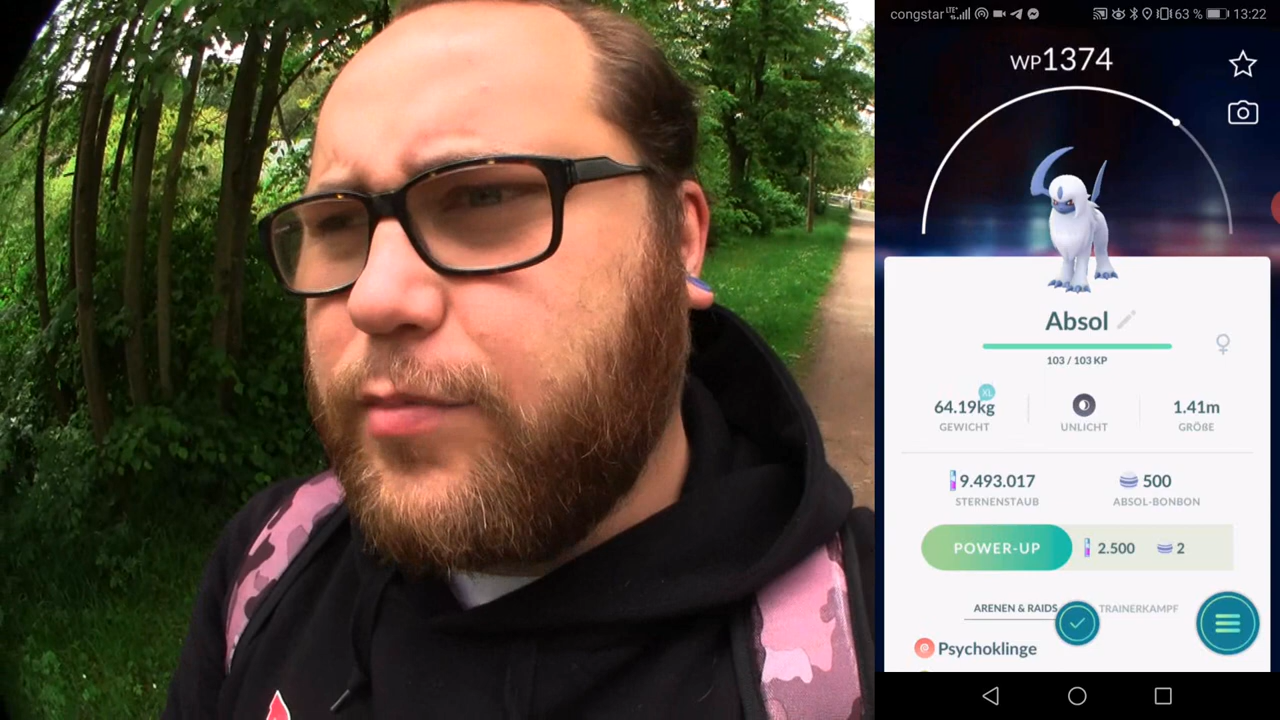 congstar LTE 63 % 13:22
WP1374
Absol
103 / 103 KP
XL
64.19kg
GEWICHT
UNLICHT
1.41m
GRÖßE
9.493.017
STERNENSTAUB
500
ABSOL-BONBON
POWER-UP 2.500 2
ARENEN & RAIDS TRAINERKAMPF
Psychoklinge